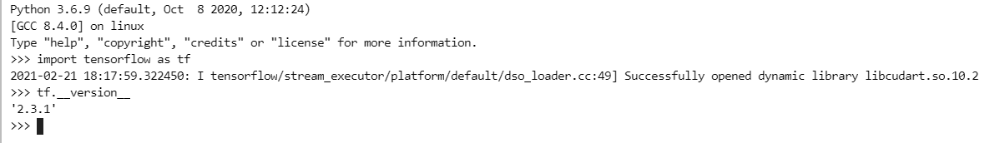 Python 3.6.9 (default, Oct  8 2020, 12:12:24)
[GCC 8.4.0] on linux
Type "help", "copyright", "credits" or "license" for more information.
>>> import tensorflow as tf
2021-02-21 18:17:59.322450: I tensorflow/stream_executor/platform/default/dso_loader.cc:49] Successfully opened dynamic library libcudart.so.10.2
>>> tf.__version__
'2.3.1'
>>>